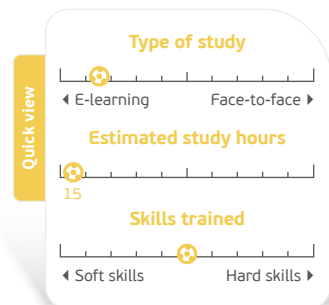 Quick view
Type of study
E-learning Face-to-face
Estimated study hours
15
Skills trained
Soft skills Hard skills